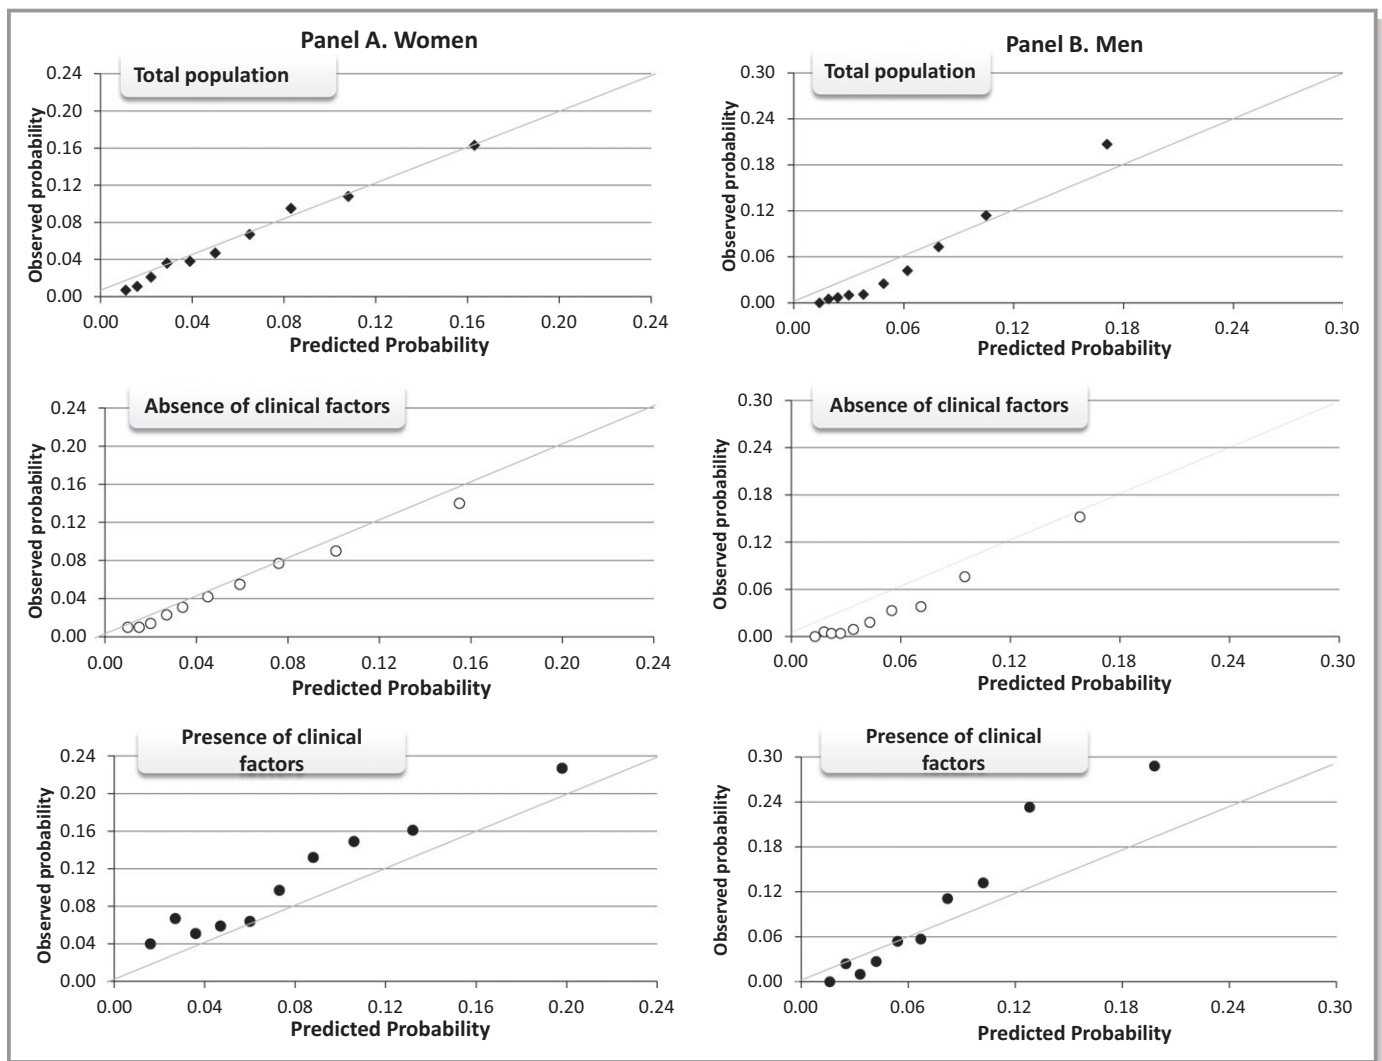 Panel A. Women
Total population
Observed probability
0.24
0.20
0.16
0.12
0.08
0.04
0.00
0.00 0.04 0.08 0.12 0.16 0.20 0.24
Predicted Probability
Absence of clinical factors
Observed probability
0.24
0.20
0.16
0.12
0.08
0.04
0.00
0.00 0.04 0.08 0.12 0.16 0.20 0.24
Predicted Probability
Presence of clinical
factors
Observed probability
0.24
0.20
0.16
0.12
0.08
0.04
0.00
0.00 0.04 0.08 0.12 0.16 0.20 0.24
Predicted Probability
Panel B. Men
Total population
Observed probability
0.30
0.24
0.18
0.12
0.06
0.00
0.00 0.06 0.12 0.18 0.24 0.30
Predicted Probability
Absence of clinical factors
Observed probability
0.30
0.24
0.18
0.12
0.06
0.00
0.00 0.06 0.12 0.18 0.24 0.30
Predicted Probability
Presence of clinical
factors
Observed probability
0.30
0.24
0.18
0.12
0.06
0.00
0.00 0.06 0.12 0.18 0.24 0.30
Predicted Probability